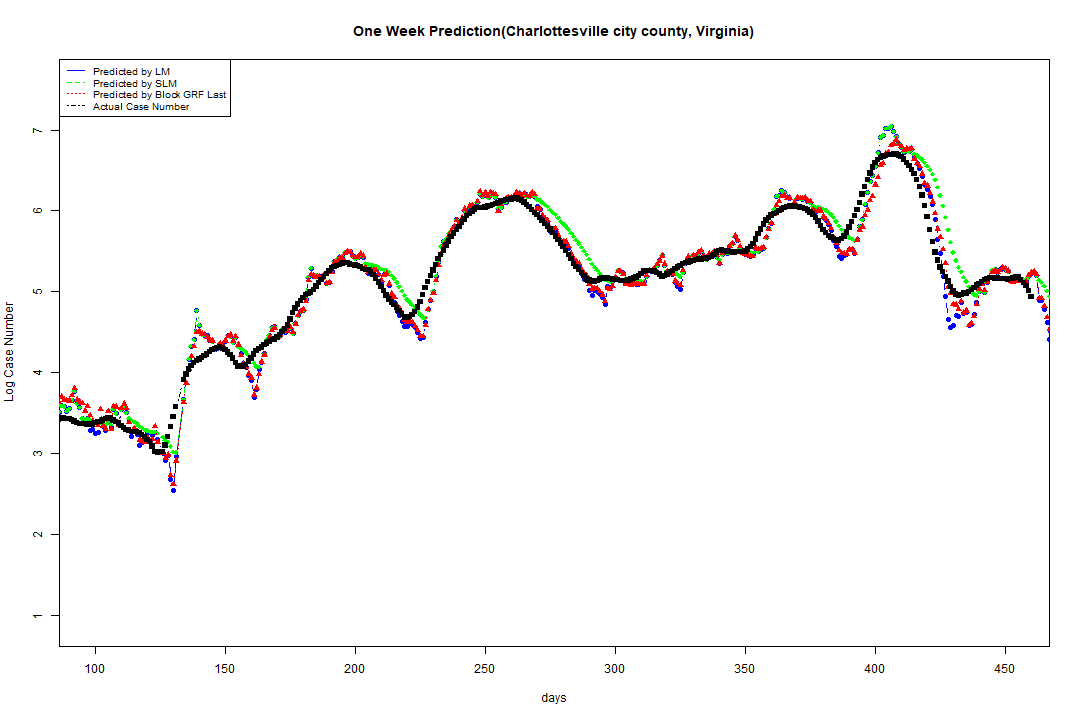 One Week Prediction(Charlottesville city county, Virginia)
Predicted by LM
Predicted by SLM
Predicted by Block GRF Last
Actual Case Number
7
6
5
4
3
2
1
Log Case Number
100 150 200 250 300 350 400 450
days